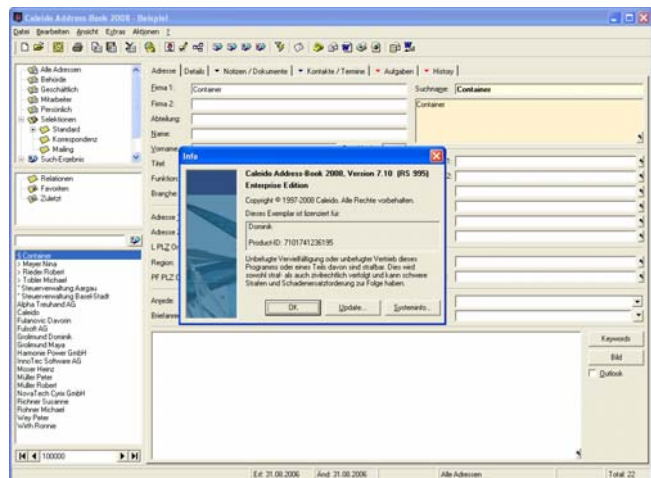 Caleido Address-Book 2008 - Beispiel
Datei Bearbeiten Ansicht Extras Aktionen ?
Alle Adressen
Behörde
Geschäftlich
Mitarbeiter
Persönlich
Selektionen
Standard
Korrespondenz
Mailing
Such-Ergebnis
Relationen
Favoriten
Zuletzt
$ Container
> Meyer Nina
> Rieder Robert
> Tobler Michael
* Steuerverwaltung Aargau
* Steuerverwaltung Basel-Stadt
Alpha Treuhand AG
Caleido
Fulanovic Davorin
Fulsoft AG
Grolimund Dominik
Grolimund Maya
Harmonie Power GmbH
InnoTec Software AG
Moser Heinz
Müller Peter
Müller Robert
NovaTech Cyrix GmbH
Richner Susanne
Rohner Michael
Wey Peter
Wirth Ronnie
100000
Adresse Details Notizen / Dokumente Kontakte / Termine Aufgaben History
Firma 1: Container Suchname: Container
Firma 2: Container
Abteilung:
Name:
Vorname:
Titel
Funktion:
Branche
Adresse
Adresse
L PLZ O
Region:
PF PLZ O
Anrede:
Briefanre
1:
2:
Info
Caleido Address-Book 2008, Version 7.10 (RS 995)
Enterprise Edition
Copyright © 1997-2008 Caleido. Alle Rechte vorbehalten.
Dieses Exemplar ist lizenziert für:
Dominik
Product-ID: 7101741236195
Unbefugte Vervielfältigung oder unbefugter Vertrieb dieses
Programms oder eines Teils davon sind strafbar. Dies wird
sowohl straf- als auch zivilrechtlich verfolgt und kann schwere
Strafen und Schadenersatzforderung zur Folge haben.
OK Update... Systeminfo...
Keywords
Bild
Outlook
Erf: 31.08.2006 Änd: 31.08.2006 Alle Adressen Total: 22